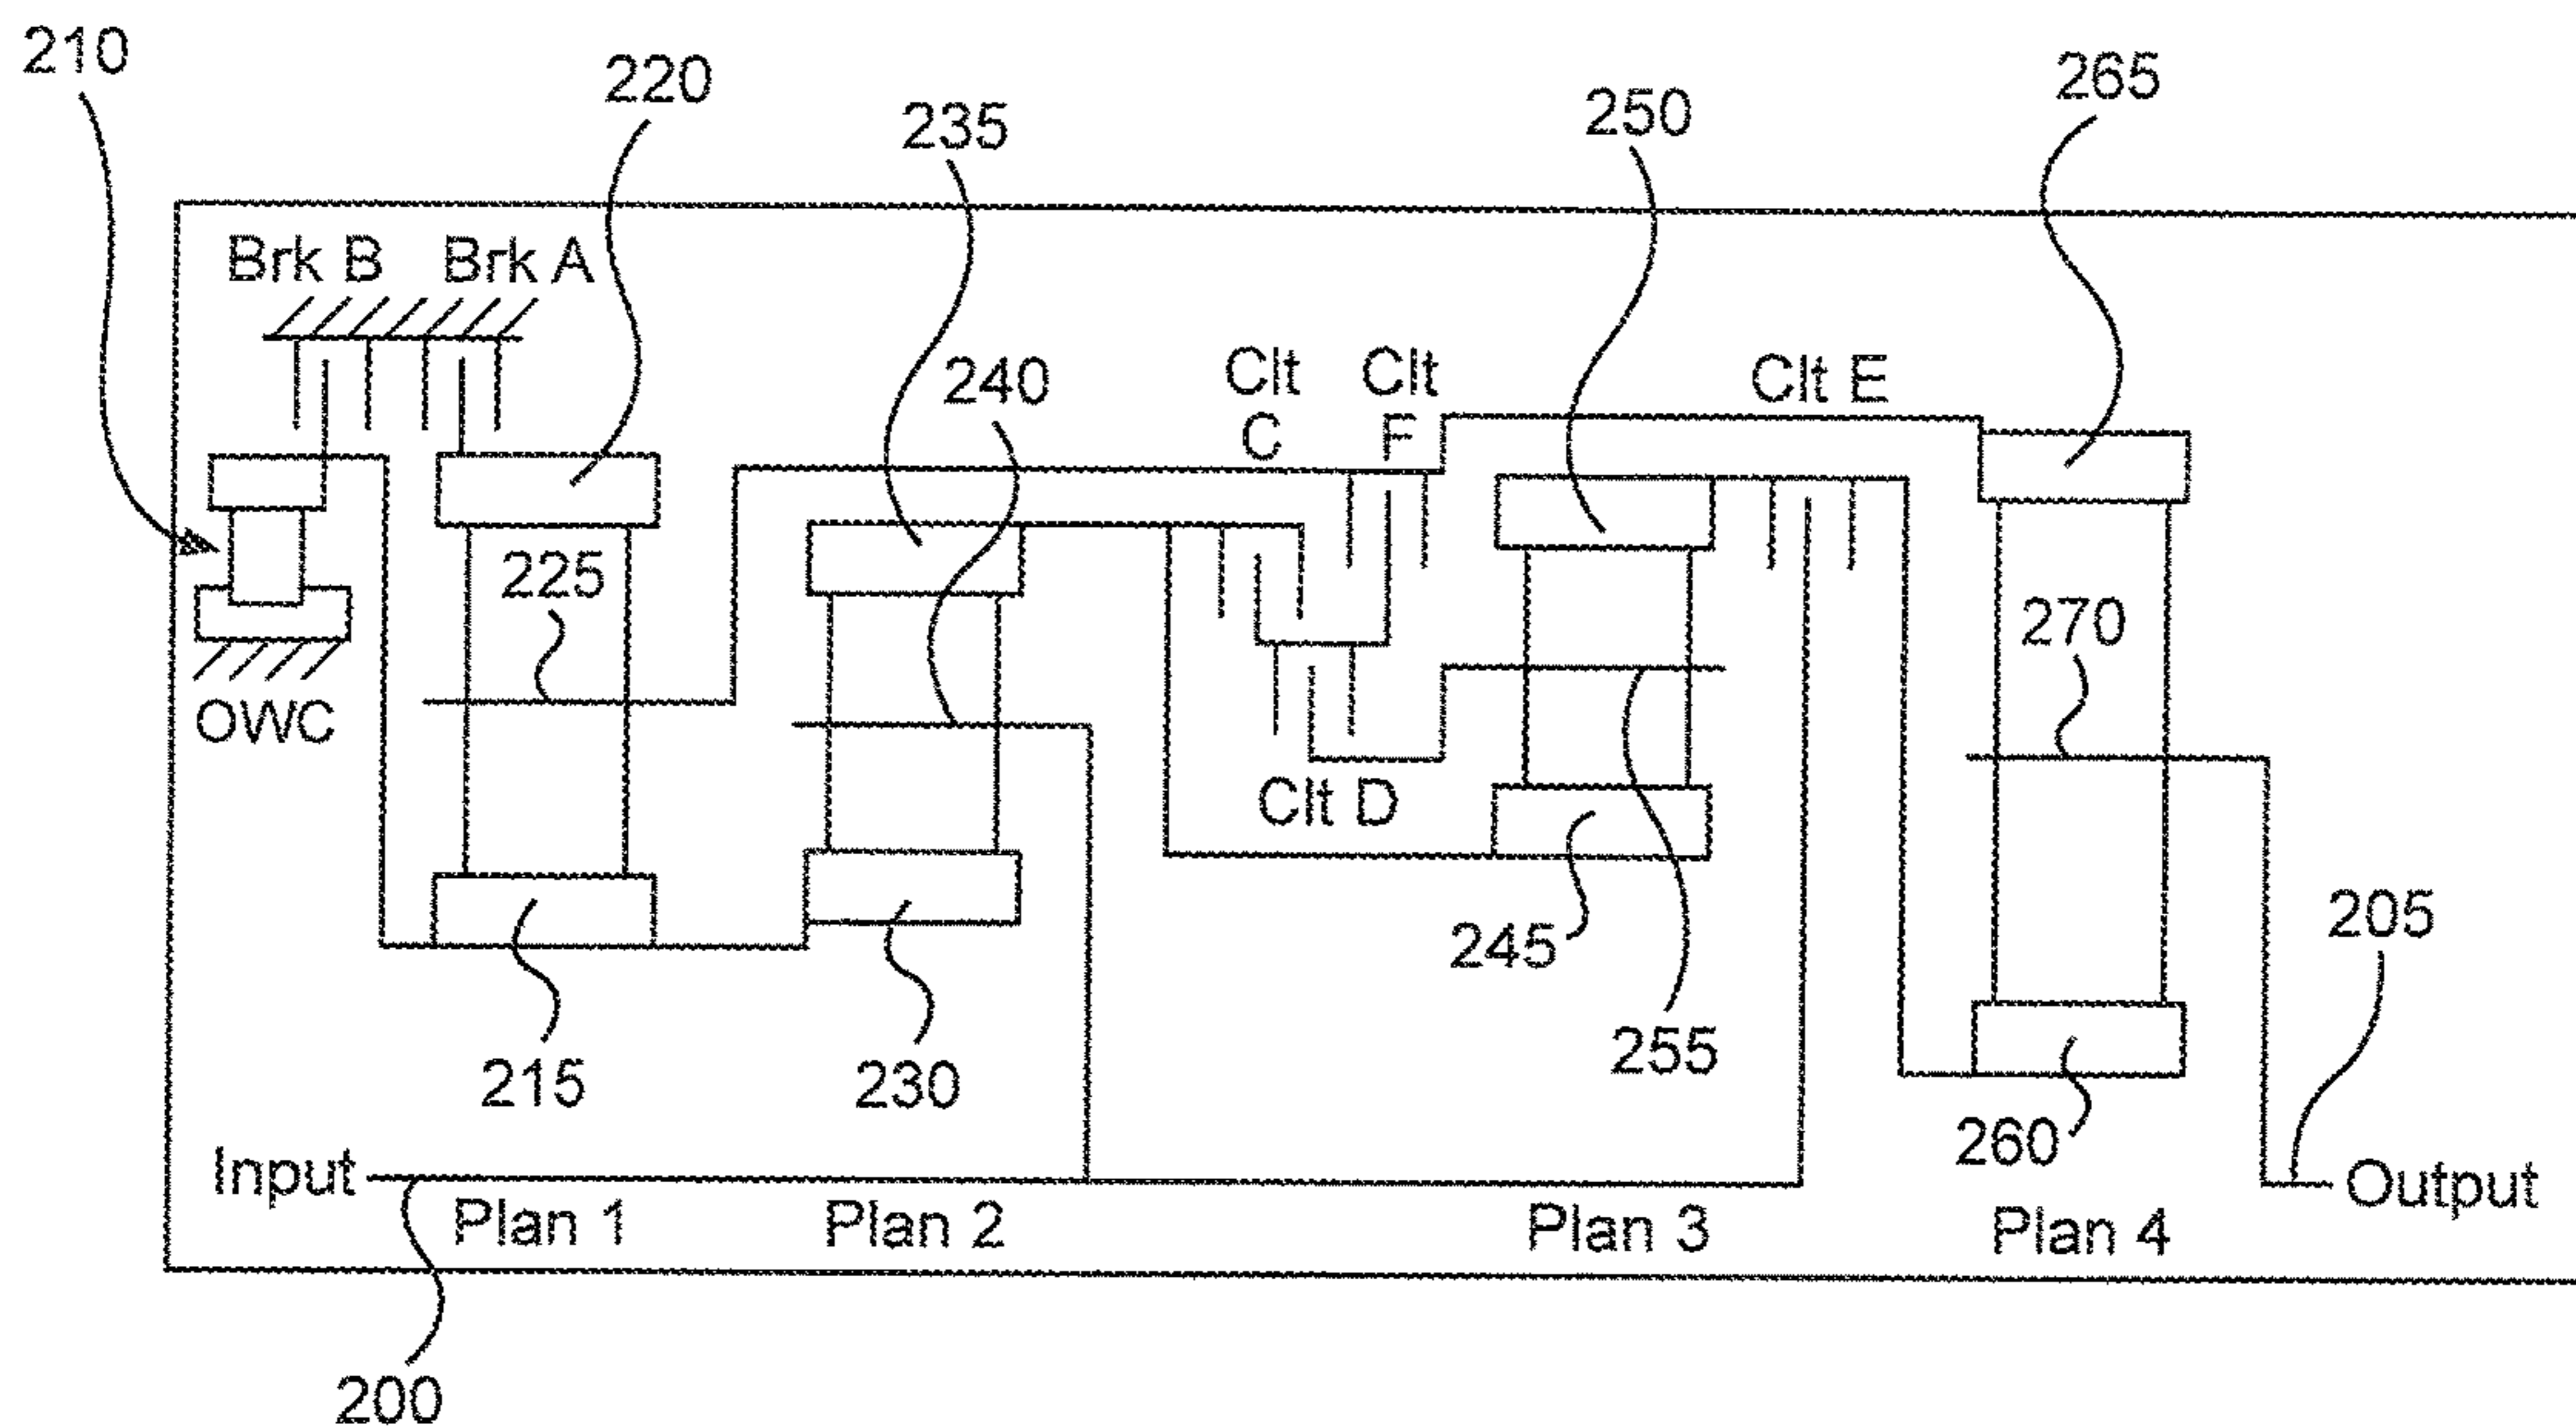 210
220
235
250
265
Brk B Brk A
240
Clt C
Clt F
Clt E
225
270
OWC
Clt D
245
205
215
230
255
260
Input
Output
Plan 1
Plan 2
Plan 3
Plan 4
200